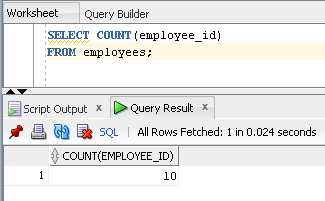 Worksheet Query Builder
SELECT COUNT(employee_id)
FROM employees;
Script Output x Query Result x
SQL | All Rows Fetched: 1 in 0.024 seconds
COUNT(EMPLOYEE_ID)
1 10